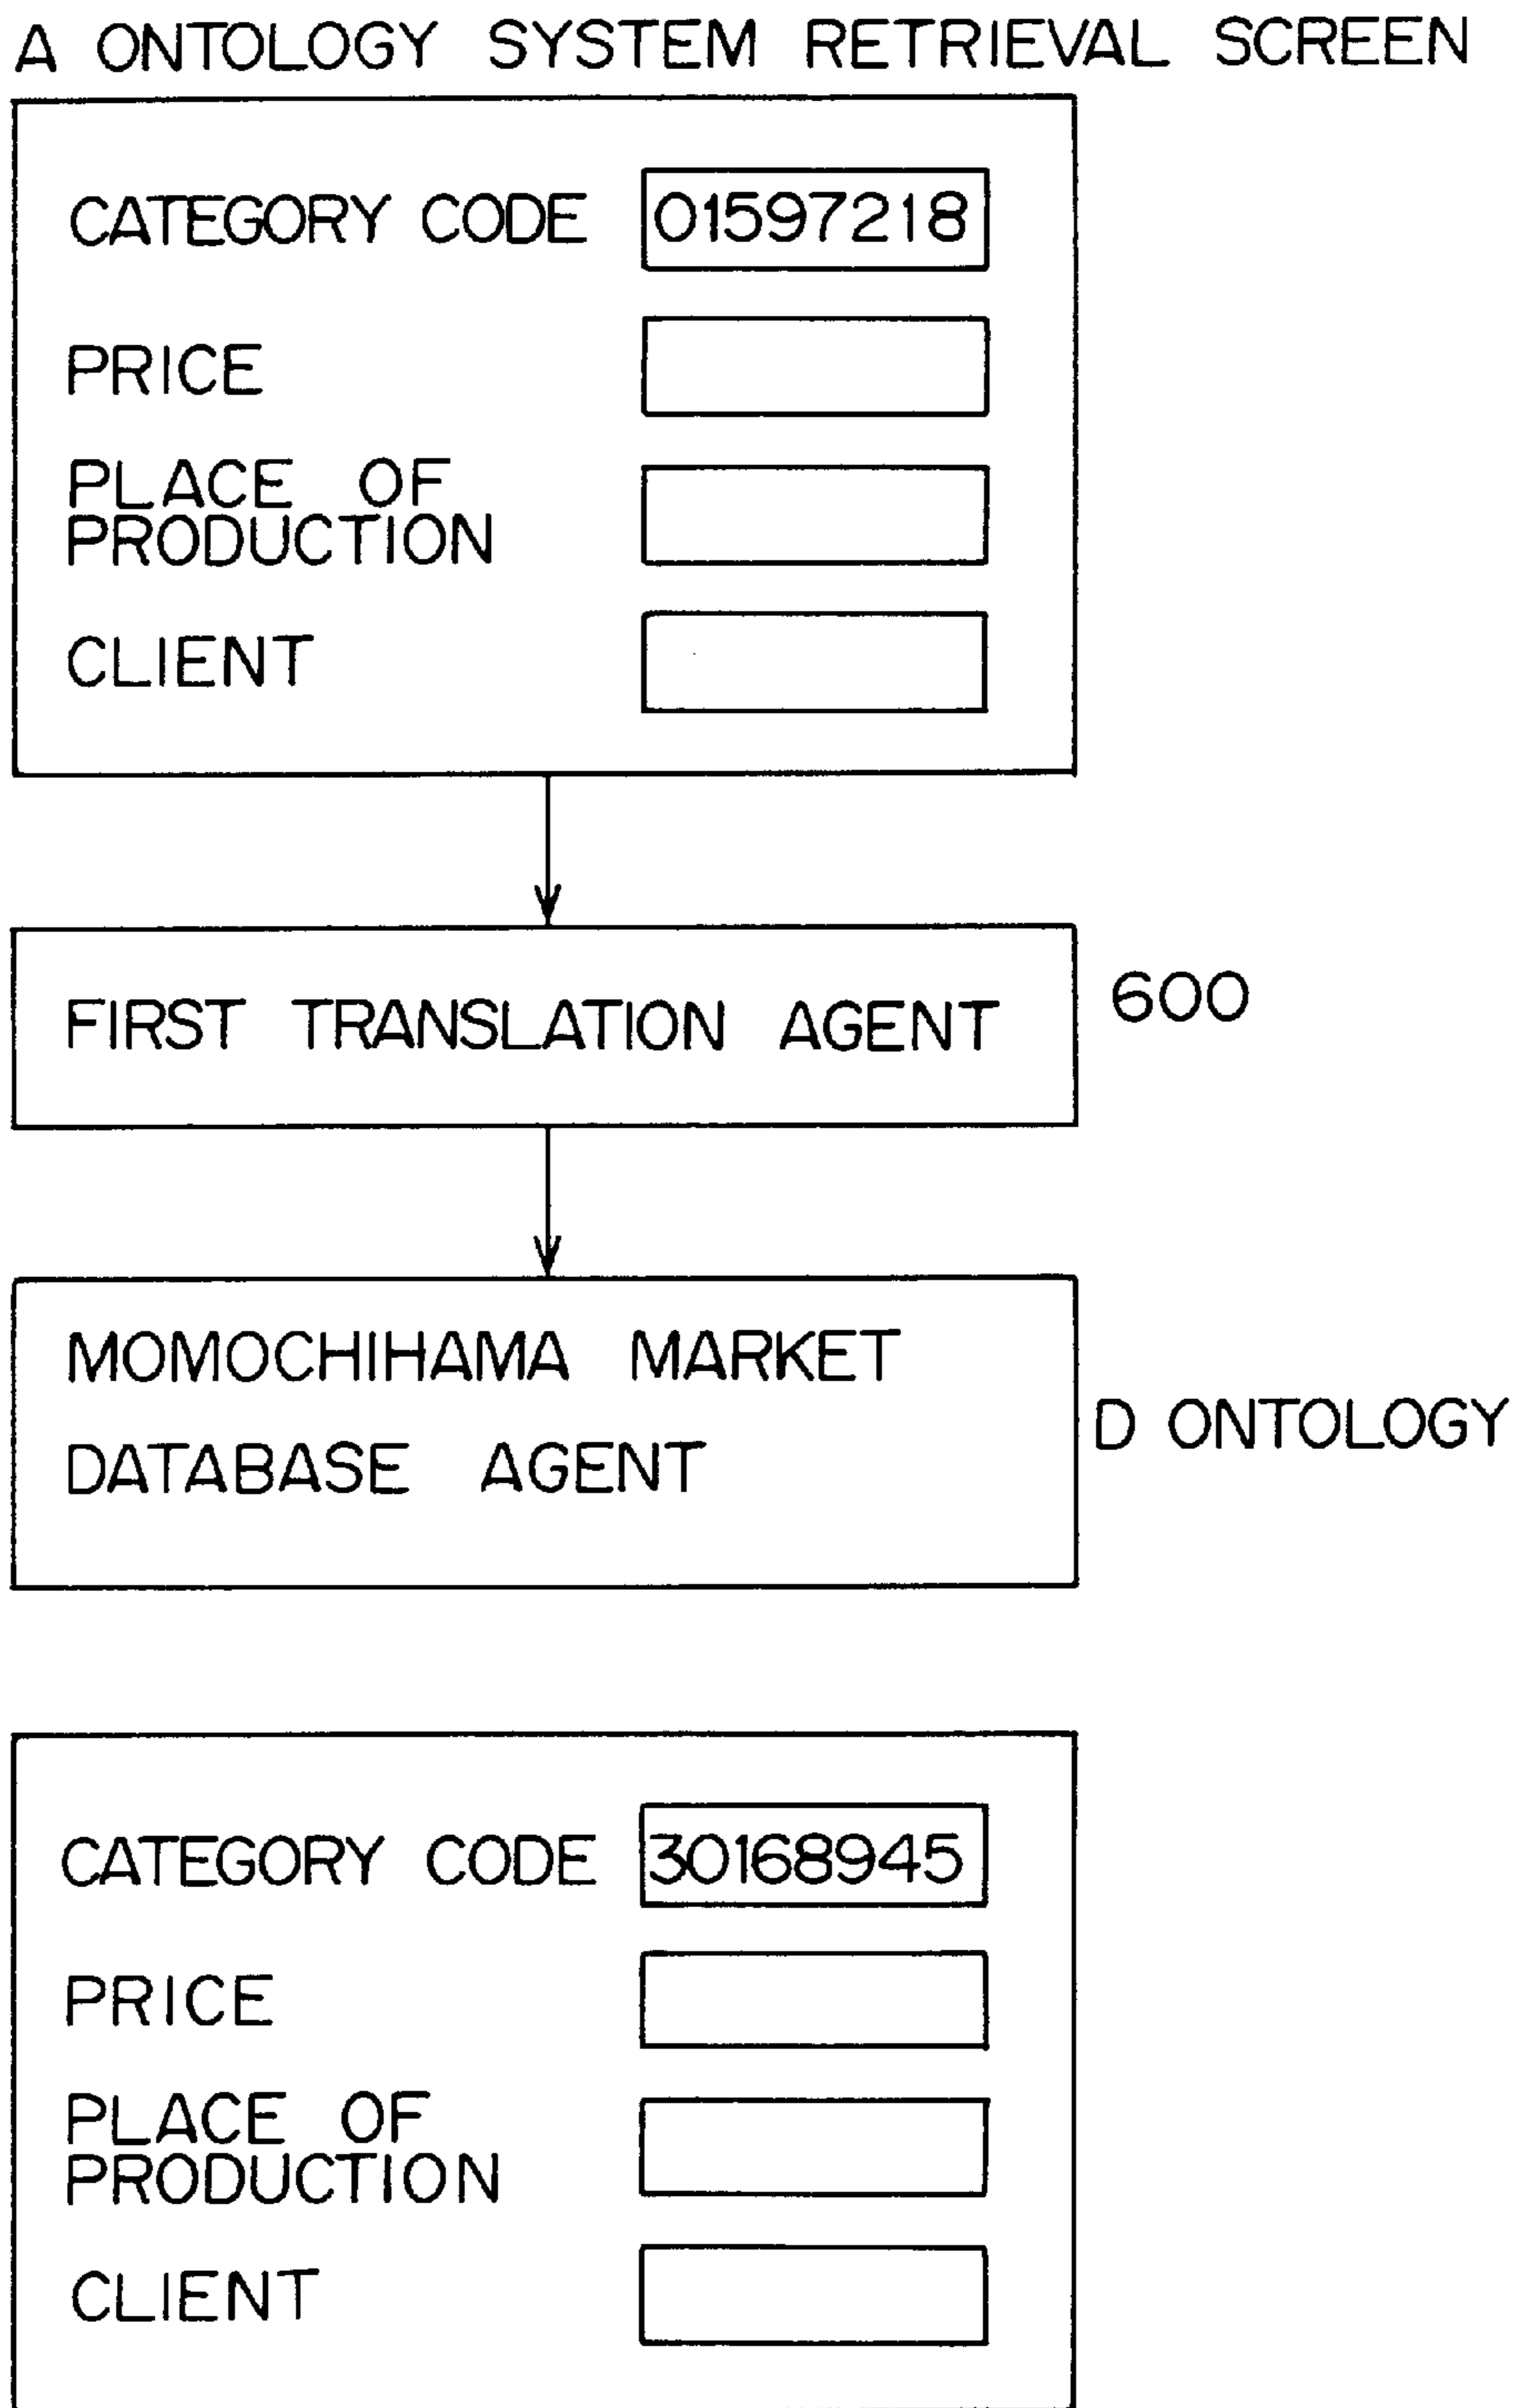 A ONTOLOGY SYSTEM RETRIEVAL SCREEN
CATEGORY CODE 01597218
PRICE
PLACE OF
PRODUCTION
CLIENT
FIRST TRANSLATION AGENT 600
MOMOCHIHAMA MARKET
DATABASE AGENT
D ONTOLOGY
CATEGORY CODE 30168945
PRICE
PLACE OF
PRODUCTION
CLIENT